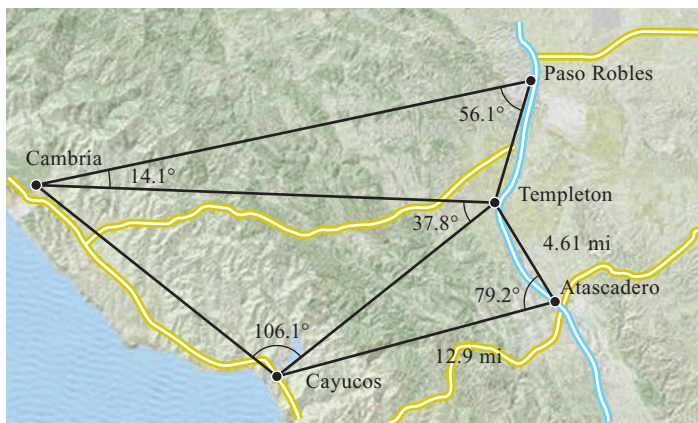 Paso Robles
56.1°
Cambria
14.1°
Templeton
37.8°
4.61 mi
79.2°
Atascadero
106.1°
12.9 mi
Cayucos